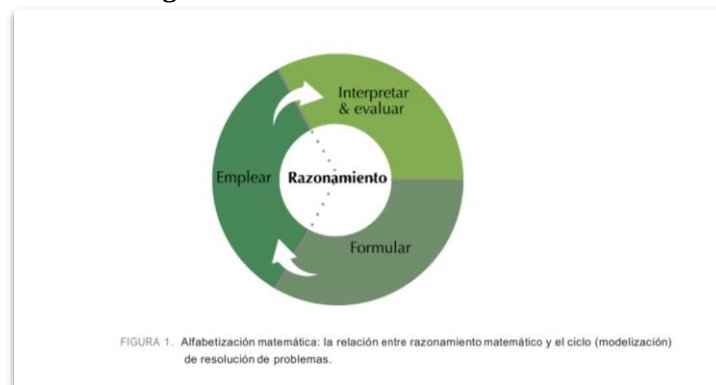 Interpretar
& evaluar
Emplear
Razonamiento
Formular
FIGURA 1. Alfabetización matemática: la relación entre razonamiento matemático y el ciclo (modelización)
de resolución de problemas.